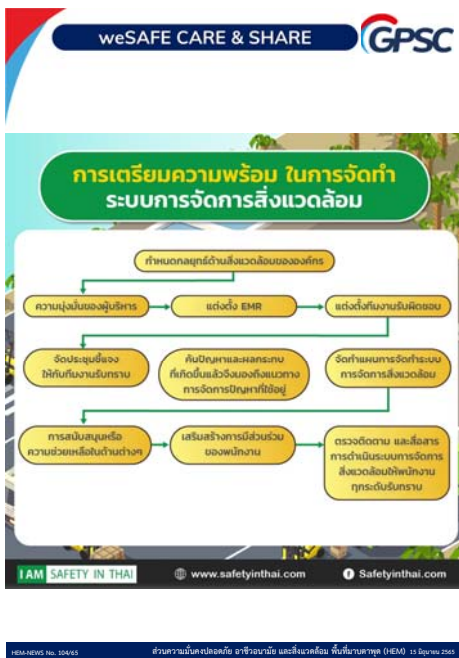 weSAFE CARE & SHARE
GPSC
การเตรียมความพร้อม ในการจัดทำ
ระบบการจัดการสิ่งแวดล้อม
กำหนดกลยุทธ์ด้านสิ่งแวดล้อมขององค์กร
ความมุ่งมั่นของผู้บริหาร
แต่งตั้ง EMR
แต่งตั้งทีมงานรับผิดชอบ
จัดประชุมชี้แจง
ให้กับทีมงานรับทราบ
ค้นปัญหาและผลกระทบ
ที่เกิดขึ้นแล้วจึงมองถึงแนวทาง
การจัดการปัญหาที่ใช้อยู่
จัดทำแผนการจัดทำระบบ
การจัดการสิ่งแวดล้อม
การสนับสนุนหรือ
ความช่วยเหลือในด้านต่างๆ
เสริมสร้างการมีส่วนร่วม
ของพนักงาน
ตรวจติดตาม และสื่อสาร
การดำเนินระบบการจัดการ
สิ่งแวดล้อมให้พนักงาน
ทุกระดับรับทราบ
I AM SAFETY IN THAI
www.safetyinthai.com
Safetyinthai.com
HEM-NEWS No. 104/65
ส่วนความมั่นคงปลอดภัย อาชีวอนามัย และสิ่งแวดล้อม พื้นที่มาบตาพุด (HEM) 15 มิถุนายน 2565